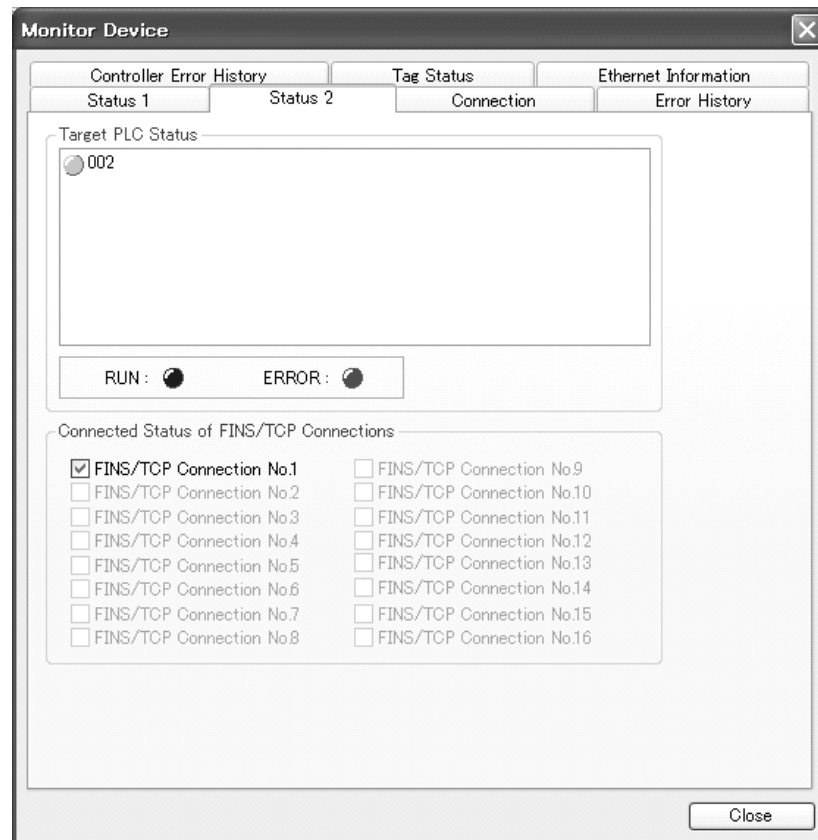 Monitor Device
Controller Error History Tag Status Ethernet Information
Status 1 Status 2 Connection Error History
Target PLC Status
002
RUN : ERROR :
Connected Status of FINS/TCP Connections
FINS/TCP Connection No.1 FINS/TCP Connection No.9
FINS/TCP Connection No.2 FINS/TCP Connection No.10
FINS/TCP Connection No.3 FINS/TCP Connection No.11
FINS/TCP Connection No.4 FINS/TCP Connection No.12
FINS/TCP Connection No.5 FINS/TCP Connection No.13
FINS/TCP Connection No.6 FINS/TCP Connection No.14
FINS/TCP Connection No.7 FINS/TCP Connection No.15
FINS/TCP Connection No.8 FINS/TCP Connection No.16
Close